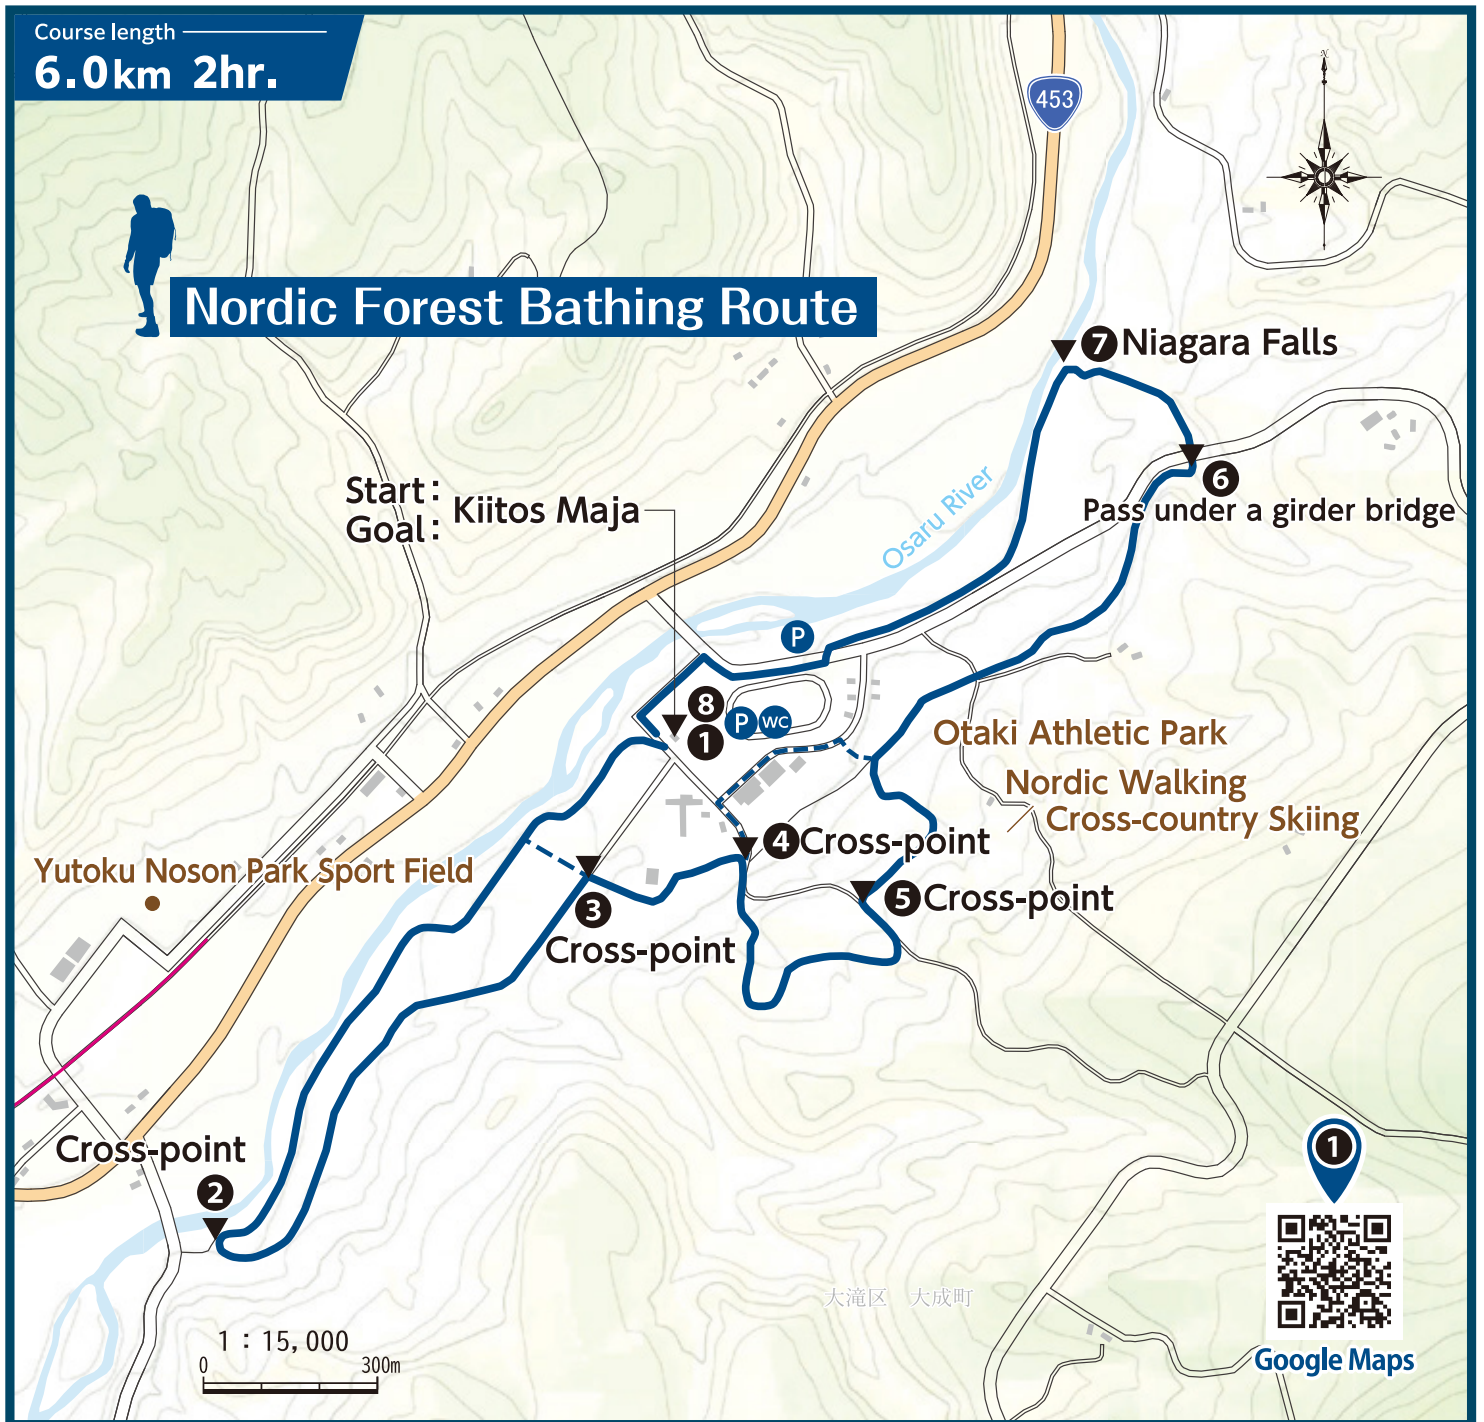 Course length
6.0km 2hr.
453
N
Nordic Forest Bathing Route
7 Niagara Falls
6
Pass under a girder bridge
Start:
Goal:
Kiitos Maja
Osaru River
P
8
P WC
1
Otaki Athletic Park
Nordic Walking
Cross-country Skiing
4 Cross-point
Yutoku Noson Park Sport Field
5 Cross-point
3
Cross-point
Cross-point
2
1
大滝区 大成町
1 : 15,000
0 300m
Google Maps